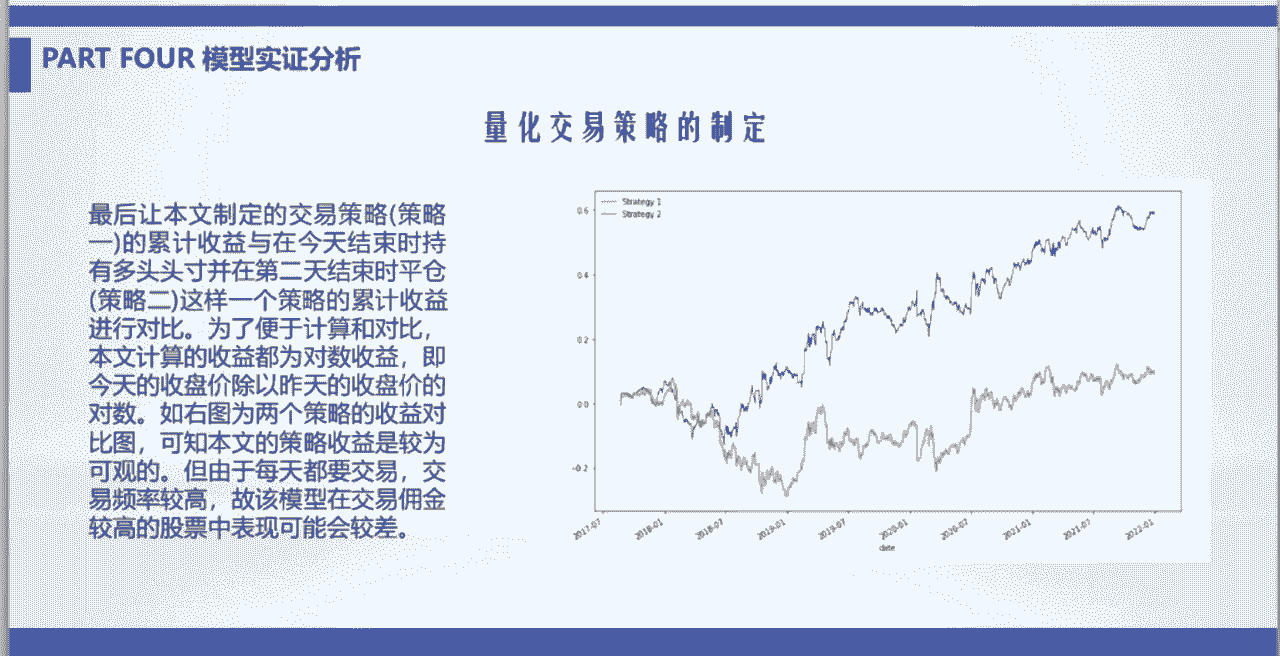 PART FOUR 模型实证分析
量化交易策略的制定
最后让本文制定的交易策略(策略
一)的累计收益与在今天结束时持
有多头头寸并在第二天结束时平仓
(策略二)这样一个策略的累计收益
进行对比。为了便于计算和对比，
本文计算的收益都为对数收益，即
今天的收盘价除以昨天的收盘价的
对数。如右图为两个策略的收益对
比图，可知本文的策略收益是较为
可观的。但由于每天都要交易，交
易频率较高，故该模型在交易佣金
较高的股票中表现可能会较差。
Strategy 1
Strategy 2
0.6
0.4
0.2
0.0
-0.2
2017-07
2018-01
2018-07
2019-01
2019-07
2020-01
2020-07
2021-01
2021-07
2022-01
date